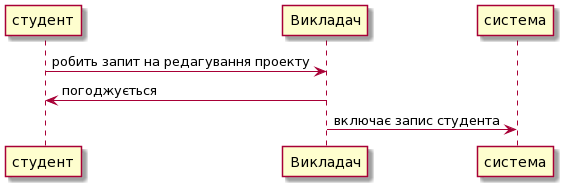 студент Викладач система
робить запит на редагування проекту
погоджується
включає запис студента
студент Викладач система